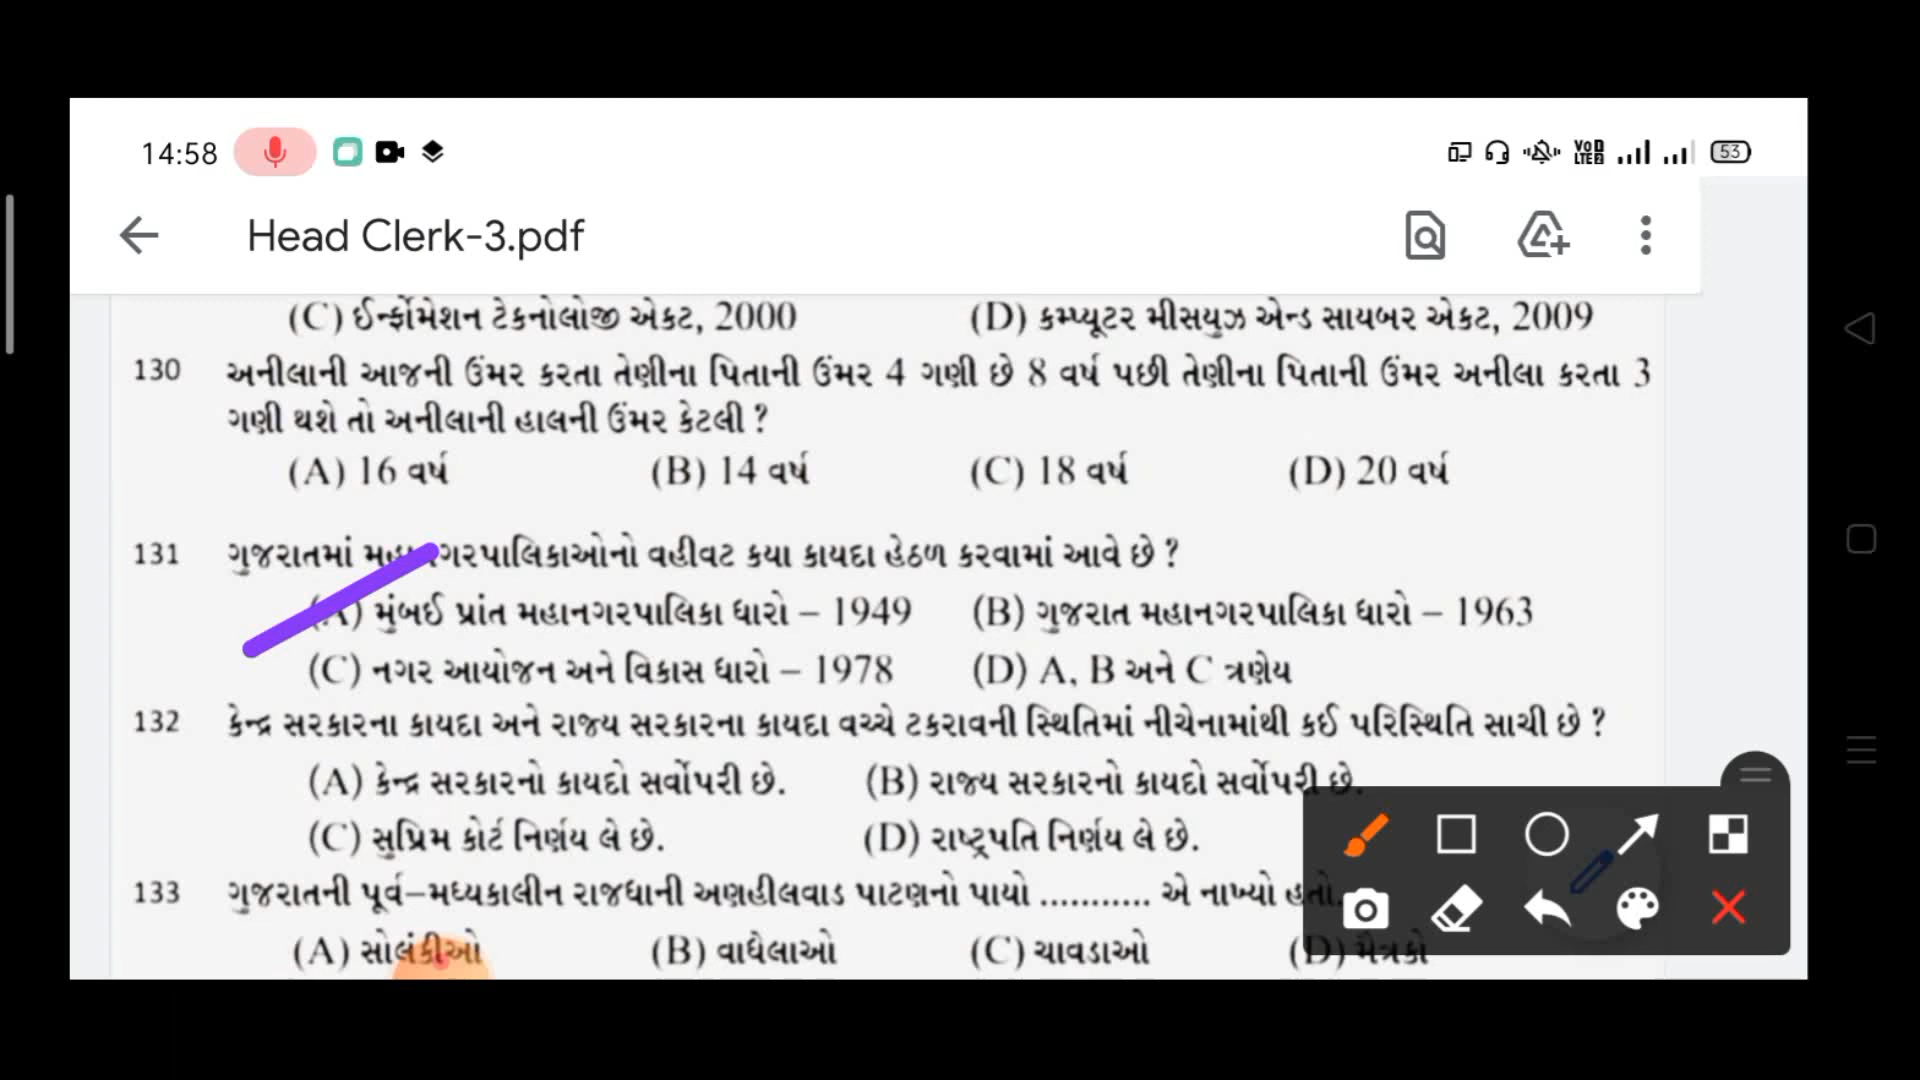 14:58 VoD LTE2 53
Head Clerk-3.pdf
(C) ઈન્ફોર્મેશન ટેકનોલોજી એકટ, 2000 (D) કમ્પ્યૂટર મીસયુઝ એન્ડ સાયબર એકટ, 2009
130 અનીલાની આજની ઉંમર કરતા તેણીના પિતાની ઉંમર 4 ગણી છે 8 વર્ષ પછી તેણીના પિતાની ઉંમર અનીલા કરતા 3
ગણી થશે તો અનીલાની હાલની ઉંમર કેટલી ?
(A) 16 વર્ષ (B) 14 વર્ષ (C) 18 વર્ષ (D) 20 વર્ષ
131 ગુજરાતમાં મહાનગરપાલિકાઓનો વહીવટ કયા કાયદા હેઠળ કરવામાં આવે છે ?
(A) મુંબઈ પ્રાંત મહાનગરપાલિકા ધારો – 1949 (B) ગુજરાત મહાનગરપાલિકા ધારો – 1963
(C) નગર આયોજન અને વિકાસ ધારો – 1978 (D) A, B અને C ત્રણેય
132 કેન્દ્ર સરકારના કાયદા અને રાજ્ય સરકારના કાયદા વચ્ચે ટકરાવની સ્થિતિમાં નીચેનામાંથી કઈ પરિસ્થિતિ સાચી છે ?
(A) કેન્દ્ર સરકારનો કાયદો સર્વોપરી છે. (B) રાજ્ય સરકારનો કાયદો સર્વોપરી છે.
(C) સુપ્રિમ કોર્ટ નિર્ણય લે છે. (D) રાષ્ટ્રપતિ નિર્ણય લે છે.
133 ગુજરાતની પૂર્વ–મધ્યકાલીન રાજધાની અણહીલવાડ પાટણનો પાયો ........... એ નાખ્યો હતો.
(A) સોલંકીઓ (B) વાઘેલાઓ (C) ચાવડાઓ (D) મૈત્રકો